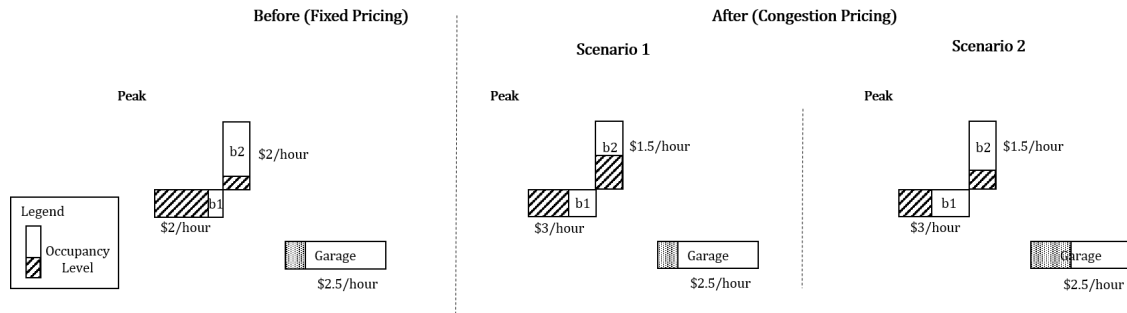 Before (Fixed Pricing)
After (Congestion Pricing)
Scenario 1
Scenario 2
Peak
b2
$2/hour
b1
$2/hour
Garage
$2.5/hour
Legend
Occupancy
Level
Peak
b2
$1.5/hour
b1
$3/hour
Garage
$2.5/hour
Peak
b2
$1.5/hour
b1
$3/hour
Garage
$2.5/hour